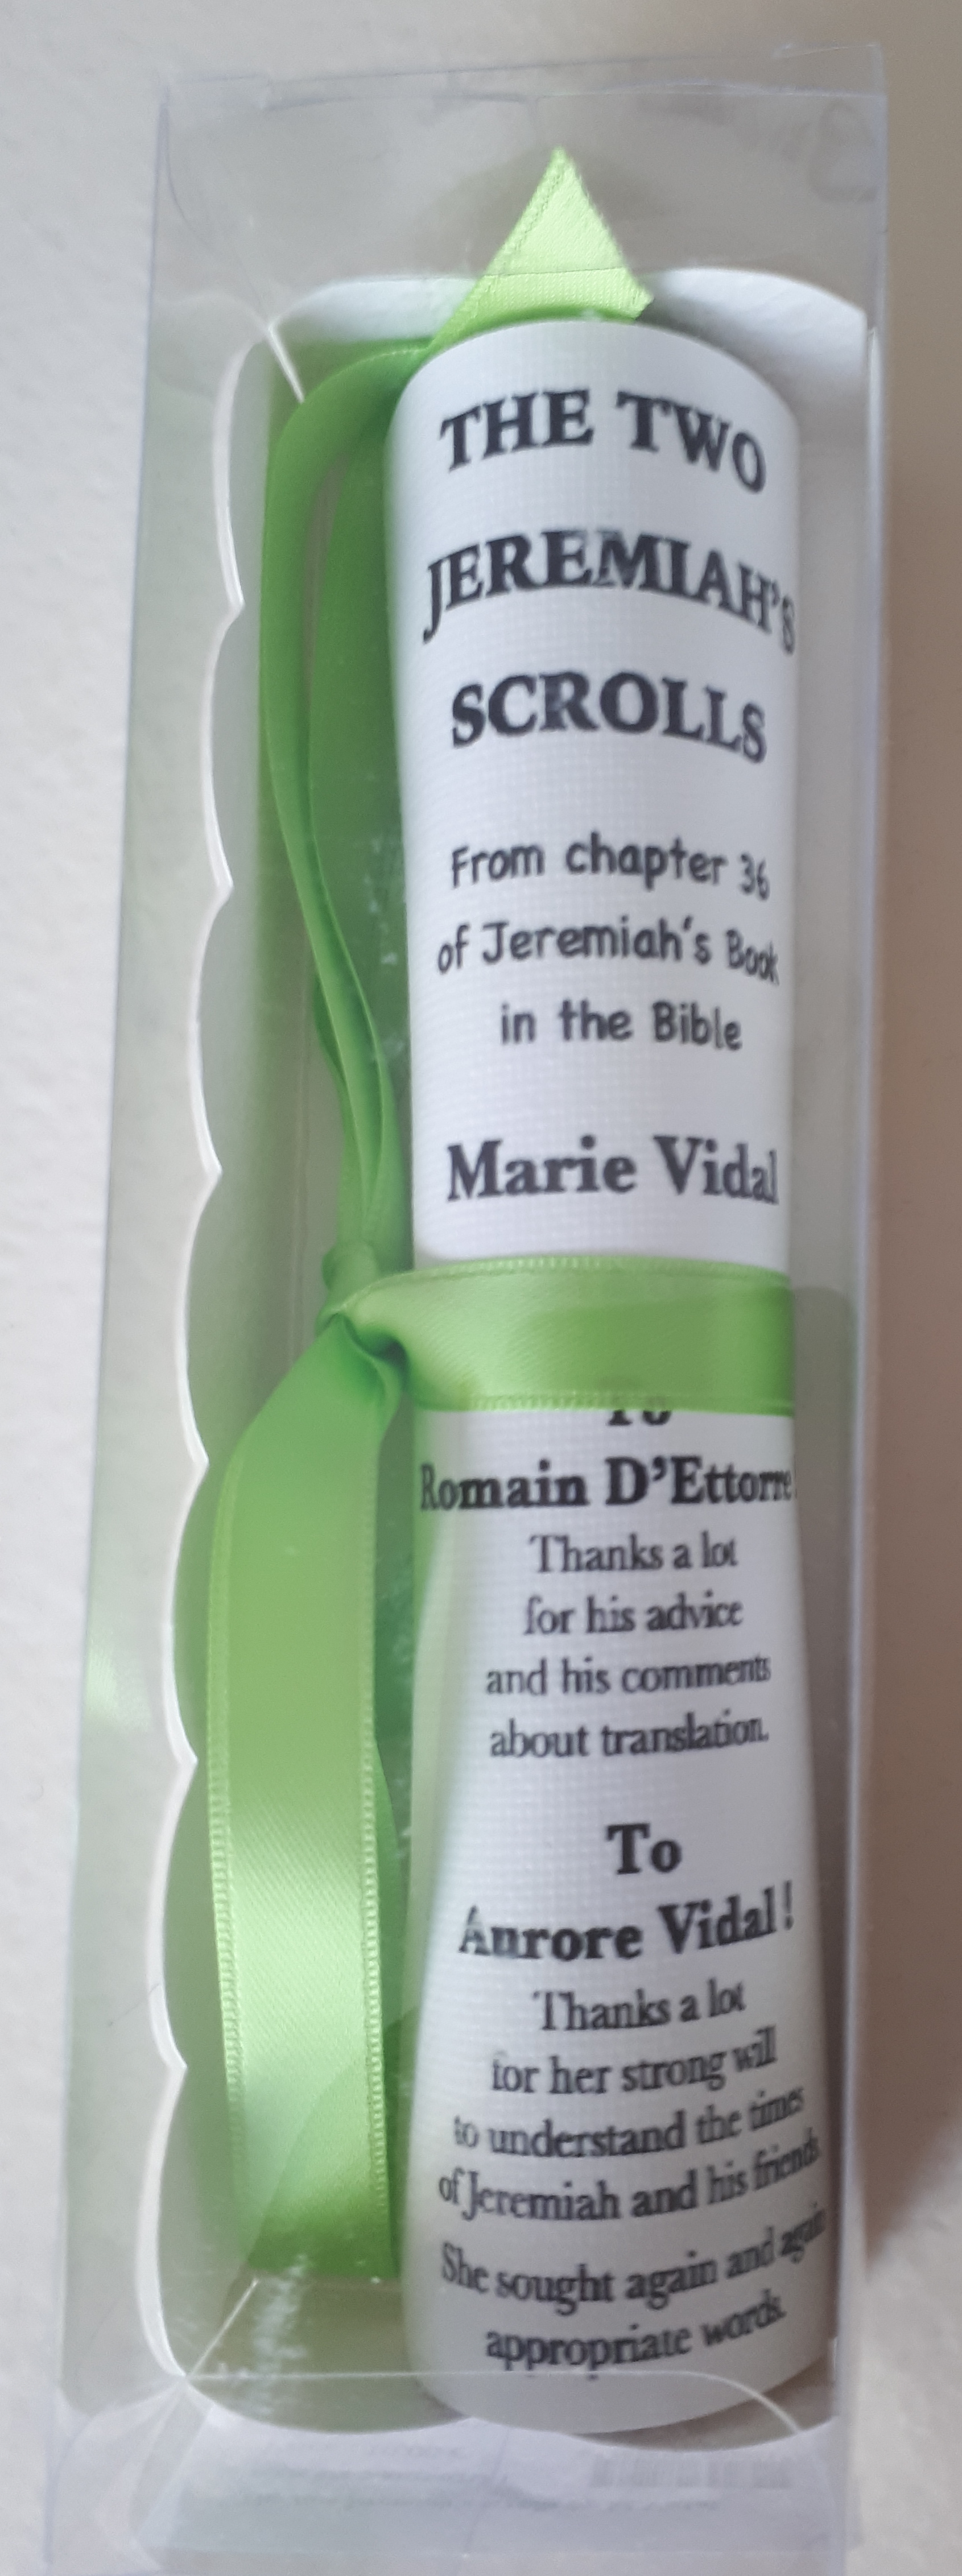 THE TWO
JEREMIAH'S
SCROLLS
From chapter 36
of Jeremiah's Book
in the Bible
Marie Vidal
To
Romain D'Ettorre!
Thanks a lot
for his advice
and his comments
about translation.
To
Aurore Vidal!
Thanks a lot
for her strong will
to understand the times
of Jeremiah and his friends
She sought again and again
appropriate words.